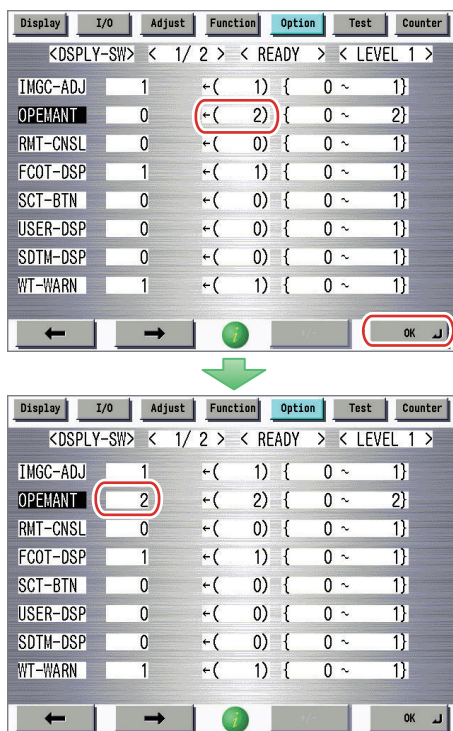 Display I/O Adjust Function Option Test Counter
<DSPLY-SW> < 1/ 2 > < READY > < LEVEL 1 >
IMGC-ADJ 1 ←( 1) { 0 ~ 1}
OPEMANT 0 ←( 2) { 0 ~ 2}
RMT-CNSL 0 ←( 0) { 0 ~ 1}
FCOT-DSP 1 ←( 1) { 0 ~ 1}
SCT-BTN 0 ←( 0) { 0 ~ 1}
USER-DSP 0 ←( 0) { 0 ~ 1}
SDTM-DSP 0 ←( 0) { 0 ~ 1}
WT-WARN 1 ←( 1) { 0 ~ 1}
← → i +/- OK ↵
Display I/O Adjust Function Option Test Counter
<DSPLY-SW> < 1/ 2 > < READY > < LEVEL 1 >
IMGC-ADJ 1 ←( 1) { 0 ~ 1}
OPEMANT 2 ←( 2) { 0 ~ 2}
RMT-CNSL 0 ←( 0) { 0 ~ 1}
FCOT-DSP 1 ←( 1) { 0 ~ 1}
SCT-BTN 0 ←( 0) { 0 ~ 1}
USER-DSP 0 ←( 0) { 0 ~ 1}
SDTM-DSP 0 ←( 0) { 0 ~ 1}
WT-WARN 1 ←( 1) { 0 ~ 1}
← → i +/- OK ↵